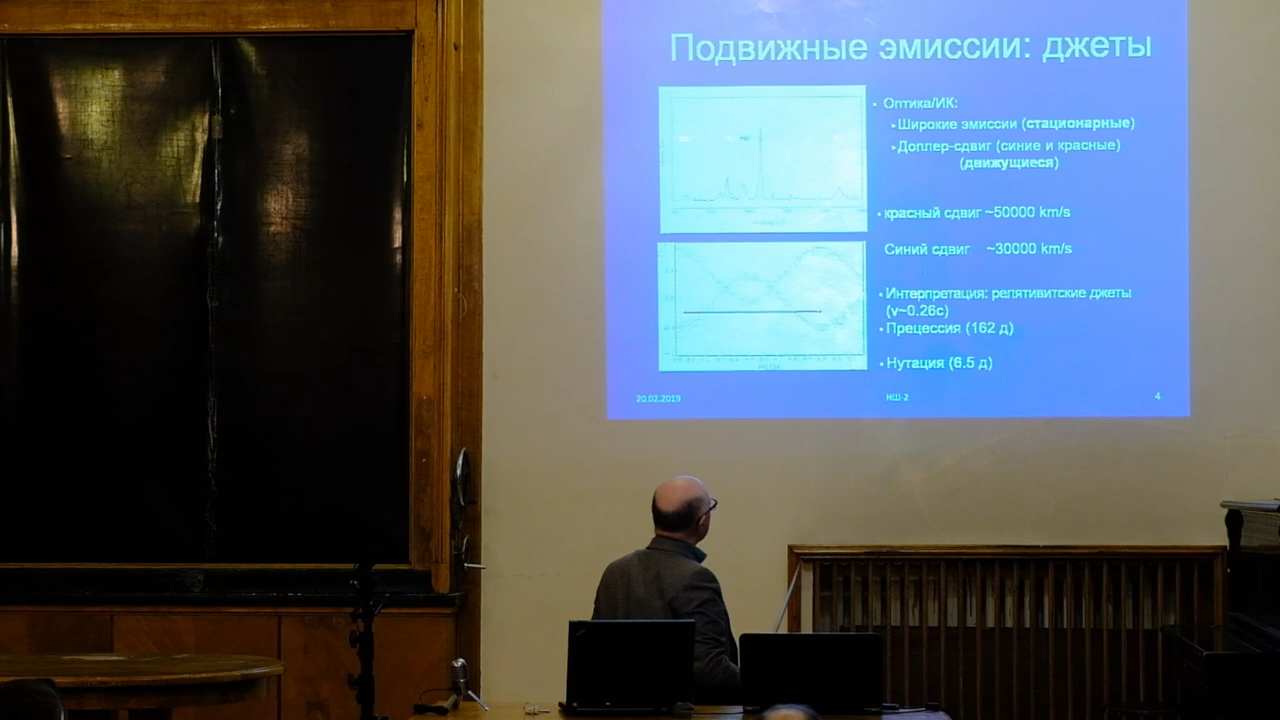 Подвижные эмиссии: джеты
• Оптика/ИК:
•Широкие эмиссии (стационарные)
•Доплер-сдвиг (синие и красные)
(движущиеся)
• красный сдвиг ~50000 km/s
Синий сдвиг ~30000 km/s
• Интерпретация: релятивитские джеты
(v~0.26c)
• Прецессия (162 д)
• Нутация (6.5 д)
20.02.2019
НШ-2
4